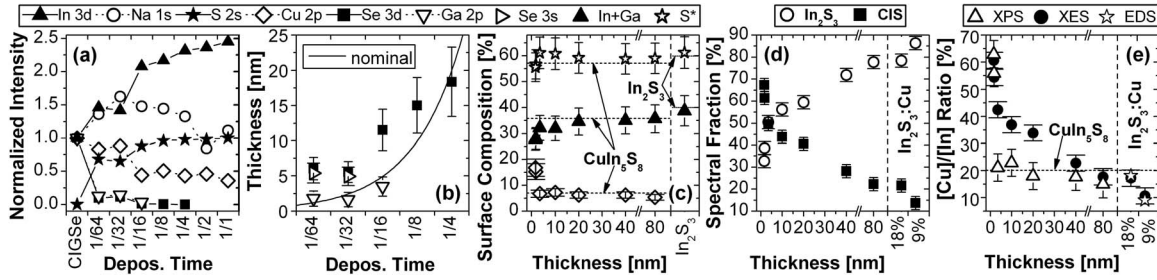 In 3d Na 1s S 2s Cu 2p Se 3d Ga 2p Se 3s In+Ga S*
In₂S₃ CIS
XPS XES EDS
(a)
Normalized Intensity
2.5
2.0
1.5
1.0
0.5
0.0
CIGSe 1/64 1/32 1/16 1/8 1/4 1/2 1/1
Depos. Time
nominal
(b)
Thickness [nm]
25
20
15
10
5
0
1/64 1/32 1/16 1/8 1/4
Depos. Time
(c)
Surface Composition [%]
70
60
50
40
30
20
10
0
In₂S₃
CuIn₅S₈
0 10 20 30 40 80 In₂S₃
Thickness [nm]
(d)
Spectral Fraction [%]
90
80
70
60
50
40
30
20
10
In₂S₃:Cu
0 10 20 30 40 80 18% 9%
Thickness [nm]
(e)
[Cu]/[In] Ratio [%]
70
60
50
40
30
20
10
In₂S₃:Cu
CuIn₅S₈
0 10 20 30 40 80 18% 9%
Thickness [nm]